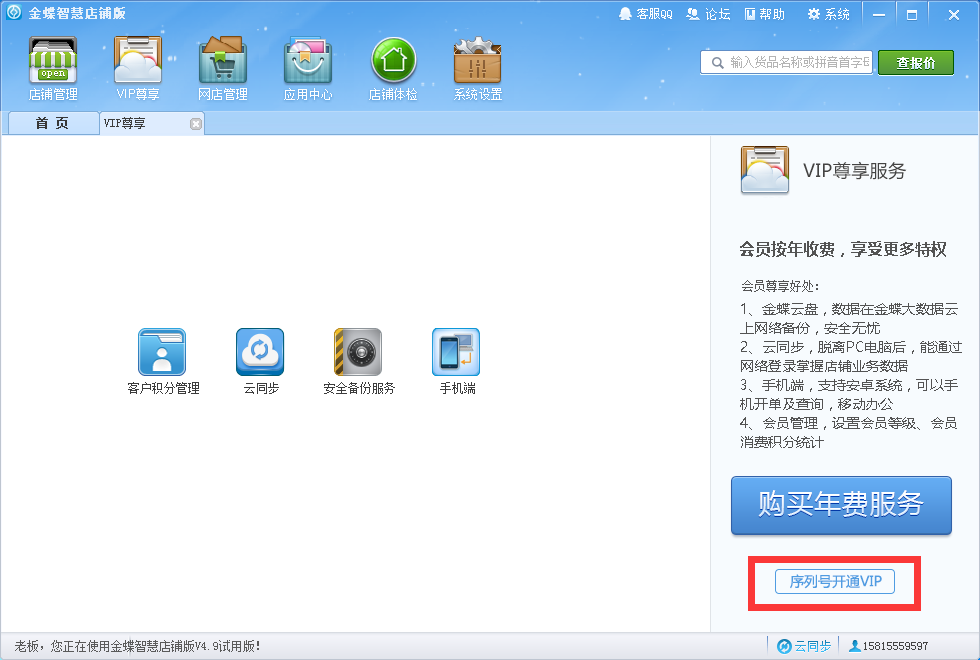 金蝶智慧店铺版
客服QQ 论坛 帮助 系统
open
店铺管理 VIP尊享 网店管理 应用中心 店铺体检 系统设置
输入货品名称或拼音首字母 查报价
首 页 VIP尊享
VIP尊享服务
会员按年收费，享受更多特权
会员尊享好处：
1、金蝶云盘，数据在金蝶大数据云
上网络备份，安全无忧
2、云同步，脱离PC电脑后，能通过
网络登录掌握店铺业务数据
3、手机端，支持安卓系统，可以手
机开单及查询，移动办公
4、会员管理，设置会员等级、会员
消费积分统计
客户积分管理 云同步 安全备份服务 手机端
购买年费服务
序列号开通VIP
老板，您正在使用金蝶智慧店铺版V4.9试用版！
云同步 15815559597